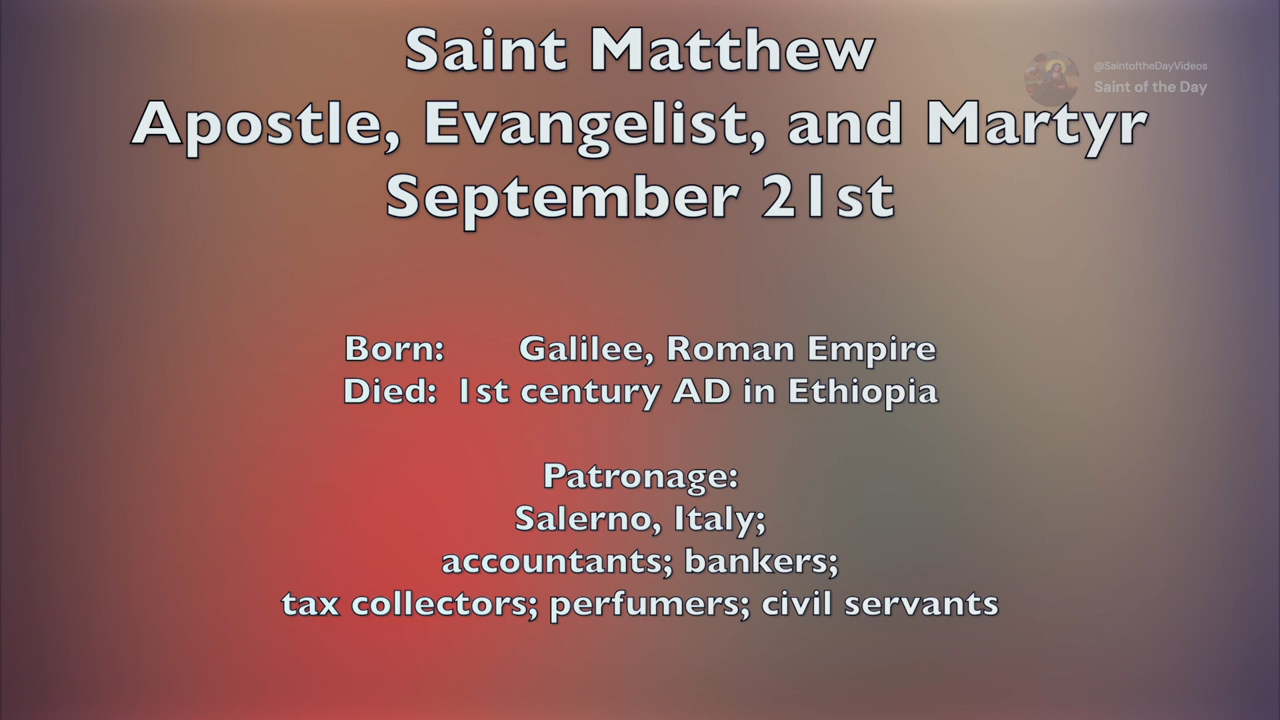 Saint Matthew
@SaintoftheDayVideos
Saint of the Day
Apostle, Evangelist, and Martyr
September 21st
Born: Galilee, Roman Empire
Died: 1st century AD in Ethiopia
Patronage:
Salerno, Italy;
accountants; bankers;
tax collectors; perfumers; civil servants